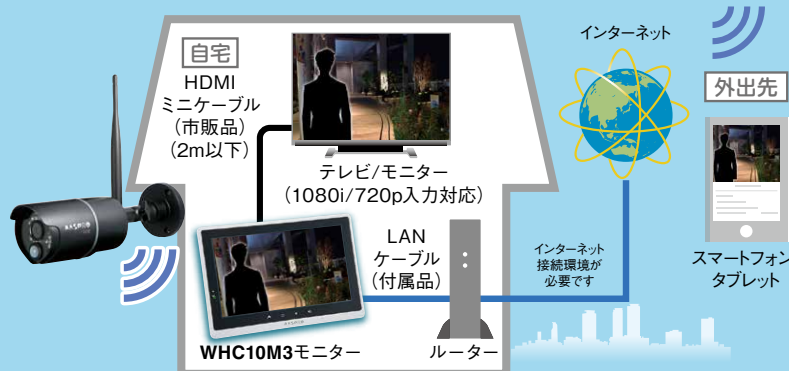 自宅
HDMI
ミニケーブル
（市販品）
（2m以下）
テレビ/モニター
（1080i/720p入力対応）
LAN
ケーブル
（付属品）
WHC10M3モニター
ルーター
インターネット
インターネット
接続環境が
必要です
外出先
スマートフォン
タブレット